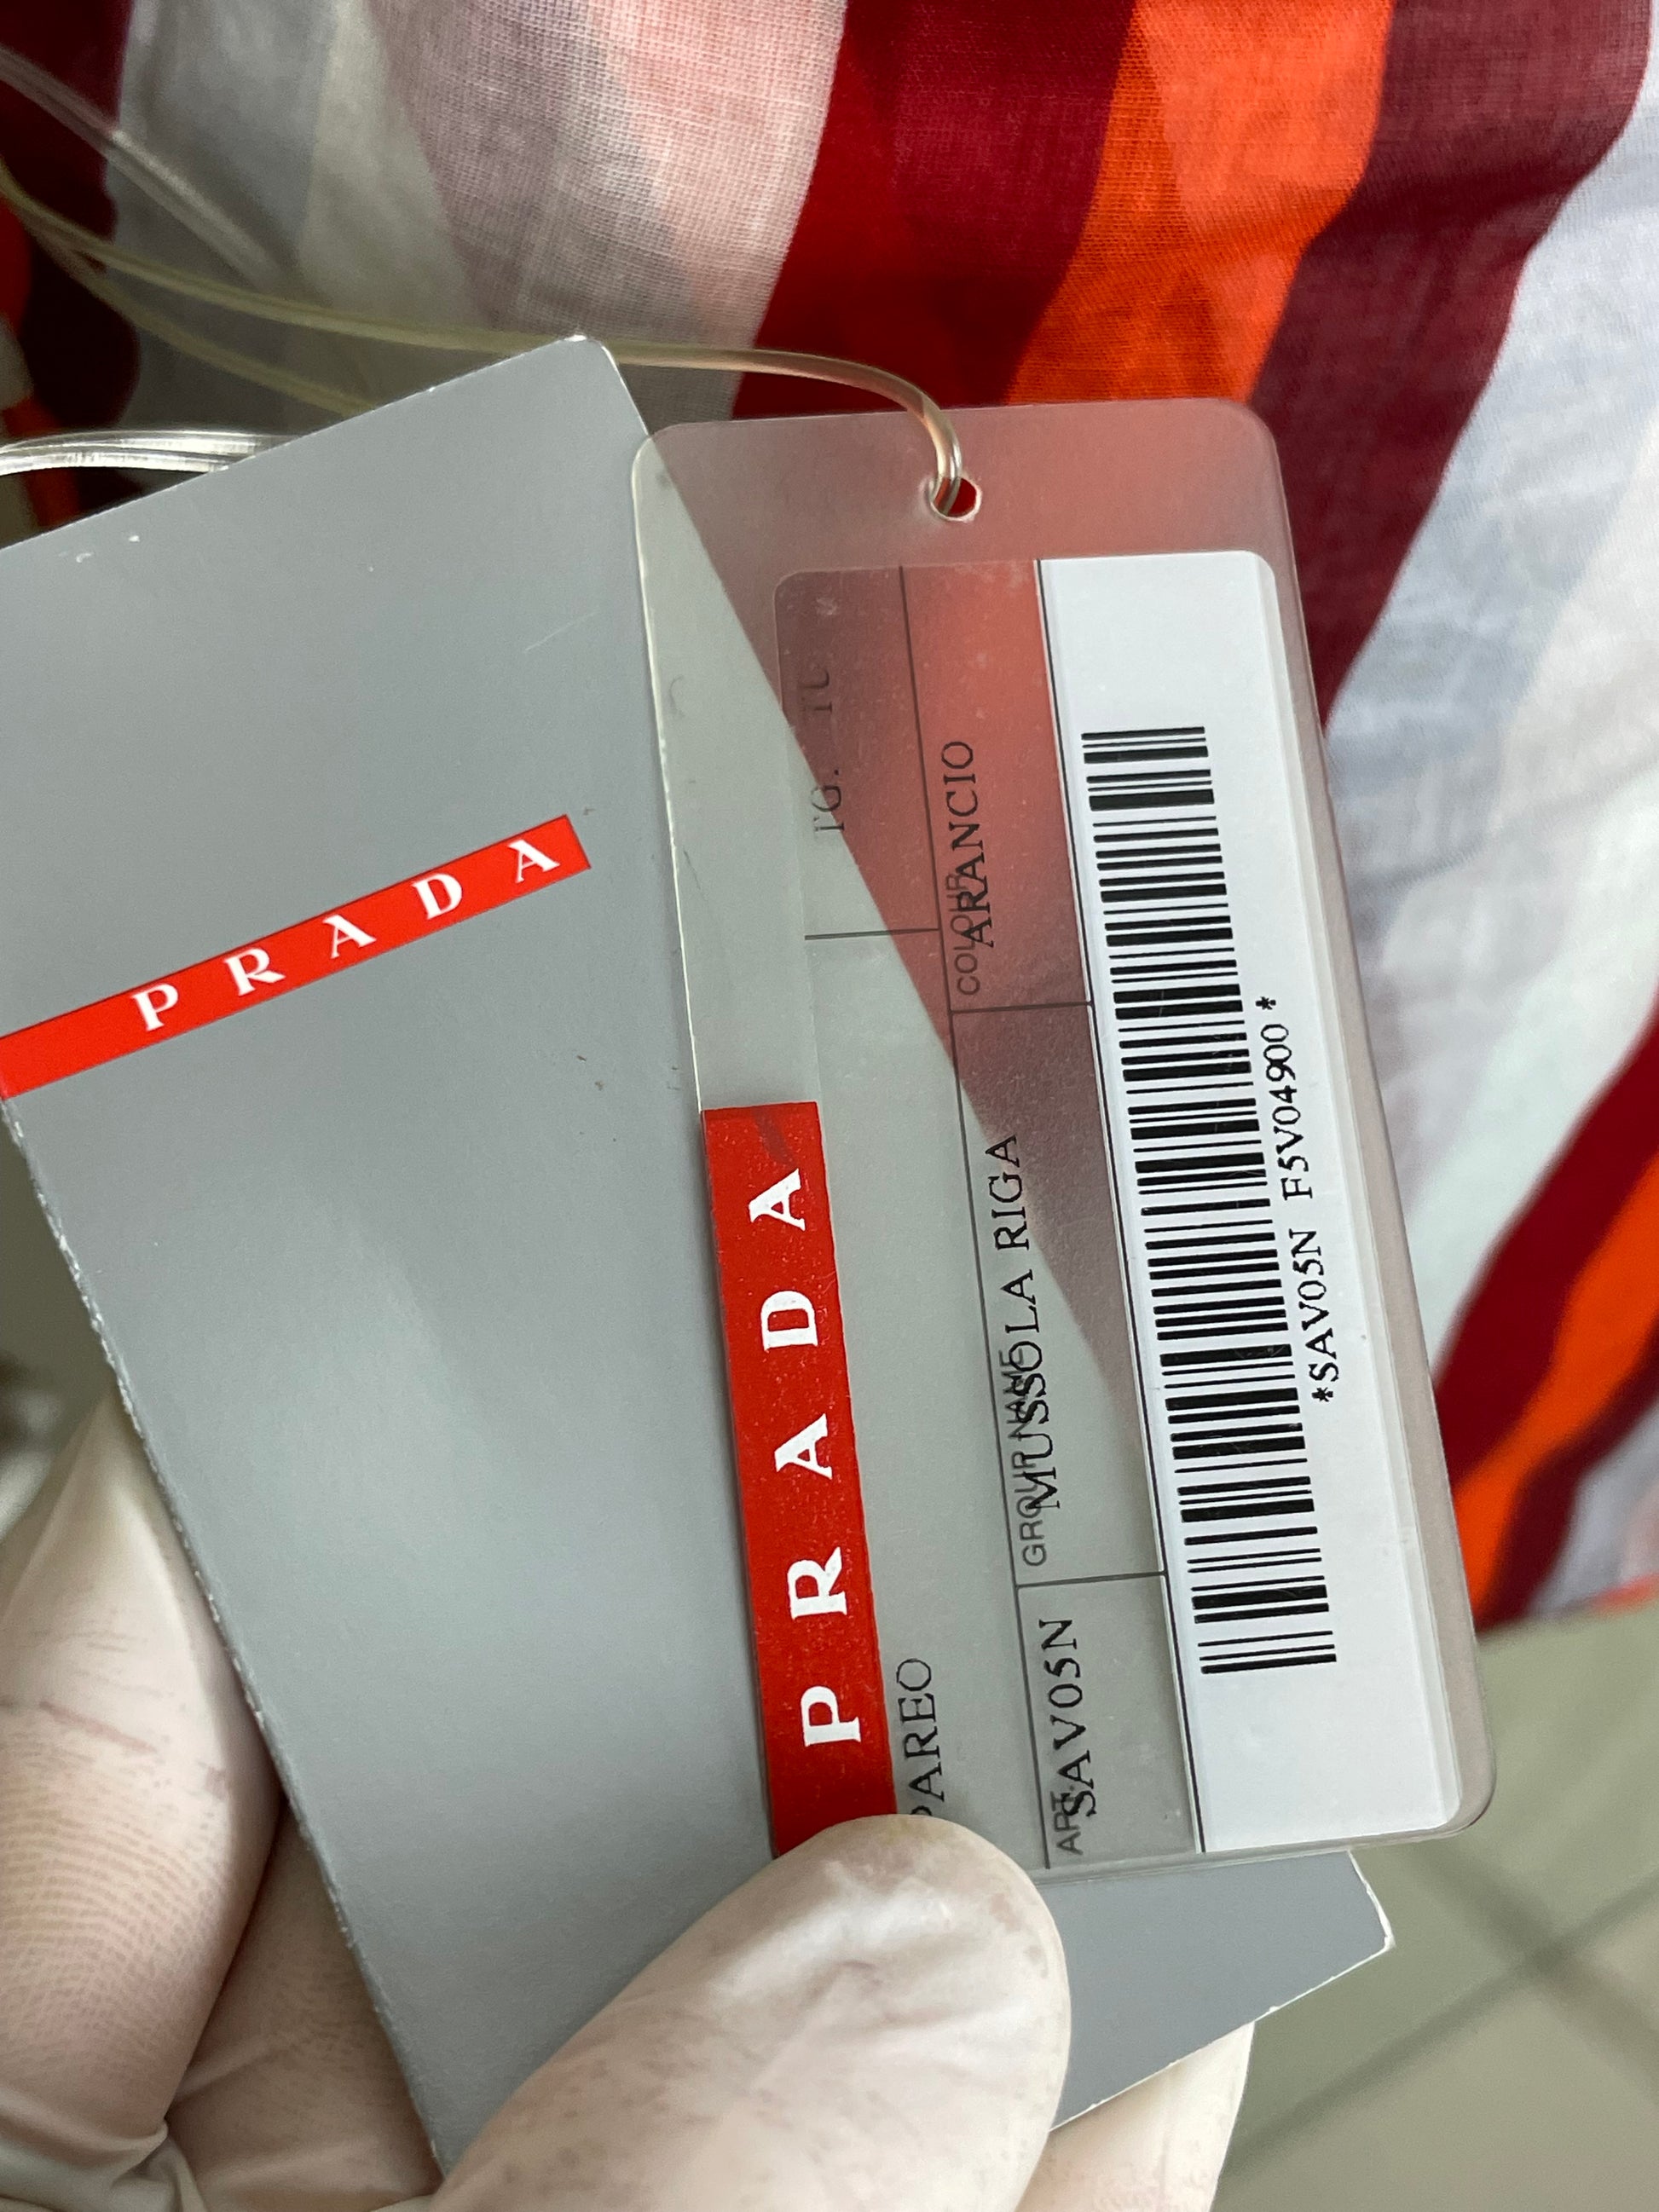 PRADA
PRADA
TG. TU
PAREO
COLOUR
ARANCIO
GROUP NAME
MUSSOLA RIGA
ART.
SAV05N
*SAV05N F5V04900*